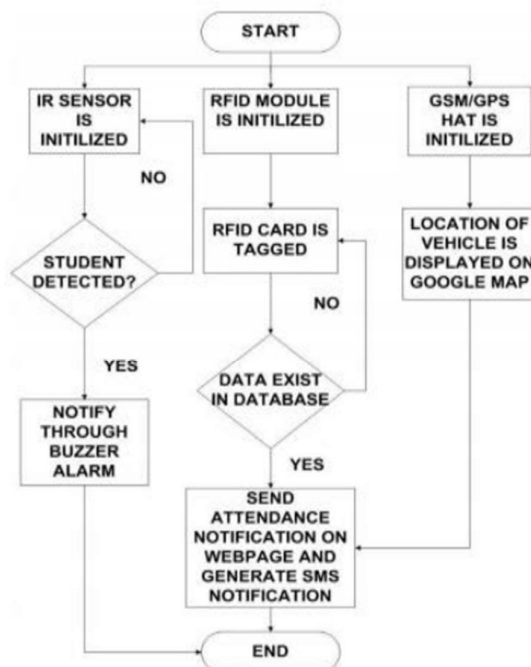 START
IR SENSOR
IS
INITILIZED
RFID MODULE
IS INITILIZED
GSM/GPS
HAT IS
INITILIZED
NO
RFID CARD IS
TAGGED
LOCATION OF
VEHICLE IS
DISPLAYED ON
GOOGLE MAP
STUDENT
DETECTED?
NO
YES
DATA EXIST
IN DATABASE
NOTIFY
THROUGH
BUZZER
ALARM
YES
SEND
ATTENDANCE
NOTIFICATION ON
WEBPAGE AND
GENERATE SMS
NOTIFICATION
END